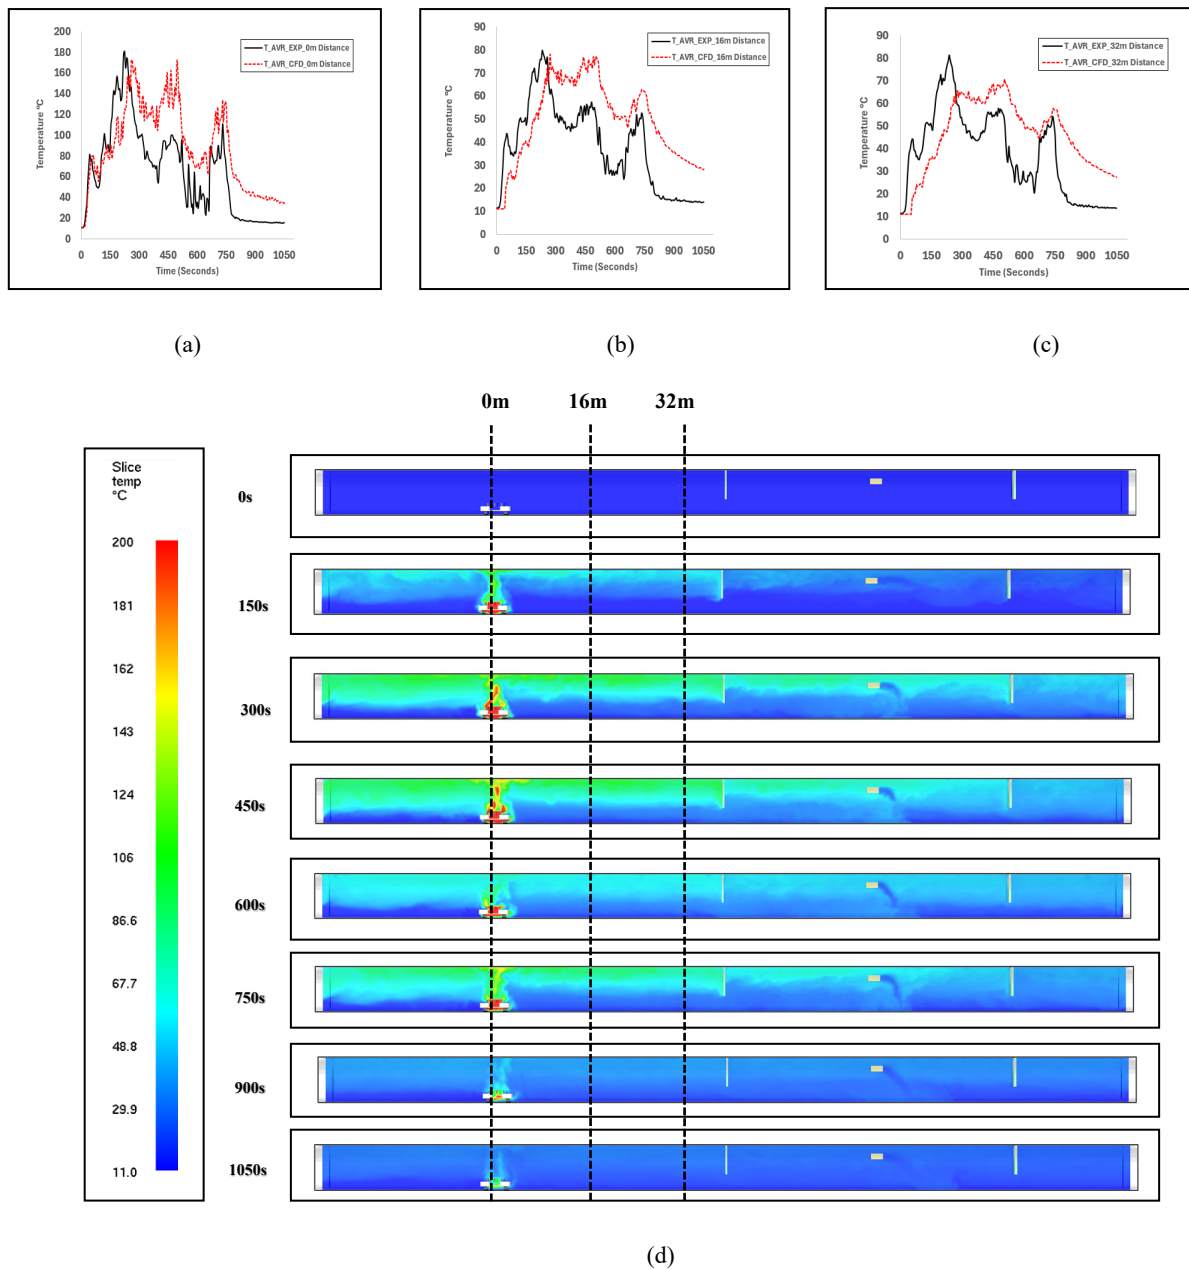 200
180
160
140
120
100
80
60
40
20
0
Temperature ºC
0 150 300 450 600 750 900 1050
Time (Seconds)
T_AVR_EXP_0m Distance
T_AVR_CFD_0m Distance
90
80
70
60
50
40
30
20
10
0
Temperature ºC
0 150 300 450 600 750 900 1050
Time (Seconds)
T_AVR_EXP_16m Distance
T_AVR_CFD_16m Distance
90
80
70
60
50
40
30
20
10
0
Temperature ºC
0 150 300 450 600 750 900 1050
Time (Seconds)
T_AVR_EXP_32m Distance
T_AVR_CFD_32m Distance
(a) (b) (c)
0m 16m 32m
Slice
temp
°C
200
181
162
143
124
106
86.6
67.7
48.8
29.9
11.0
0s
150s
300s
450s
600s
750s
900s
1050s
(d)